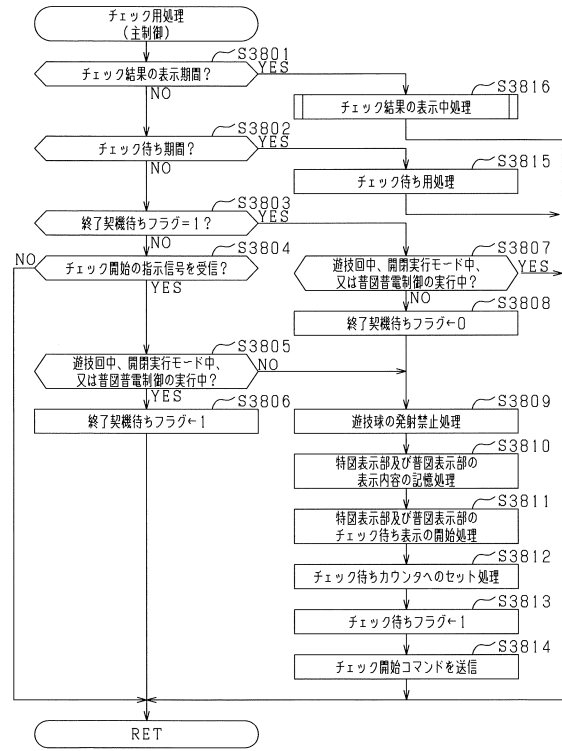 チェック用処理
(主制御)
S3801
チェック結果の表示期間?
YES
NO
S3816
チェック結果の表示中処理
S3802
チェック待ち期間?
YES
NO
S3815
チェック待ち用処理
S3803
終了契機待ちフラグ=1?
YES
NO
S3804
NO
チェック開始の指示信号を受信?
YES
S3807
遊技回中、開閉実行モード中、
又は普図普電制御の実行中?
YES
NO
S3808
終了契機待ちフラグ←0
S3805
遊技回中、開閉実行モード中、
又は普図普電制御の実行中?
NO
YES
S3806
終了契機待ちフラグ←1
S3809
遊技球の発射禁止処理
S3810
特図表示部及び普図表示部の
表示内容の記憶処理
S3811
特図表示部及び普図表示部の
チェック待ち表示の開始処理
S3812
チェック待ちカウンタへのセット処理
S3813
チェック待ちフラグ←1
S3814
チェック開始コマンドを送信
RET